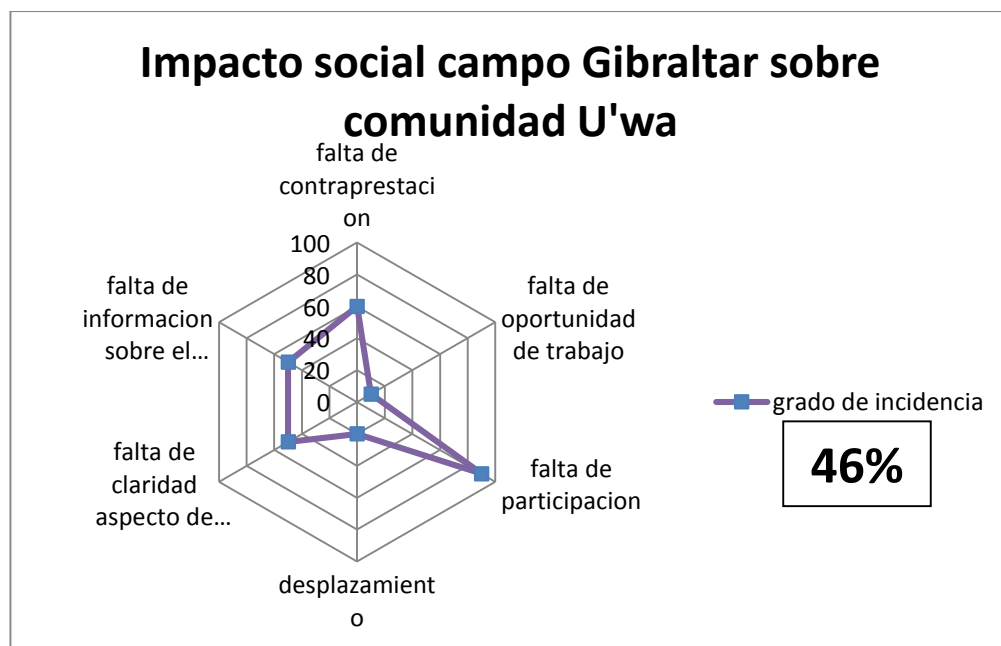 Impacto social campo Gibraltar sobre
comunidad U'wa
falta de
contraprestaci
on
100
80
60
40
20
0
falta de
oportunidad
de trabajo
falta de
participacion
desplazamient
o
falta de
claridad
aspecto de...
falta de
informacion
sobre el...
grado de incidencia
46%